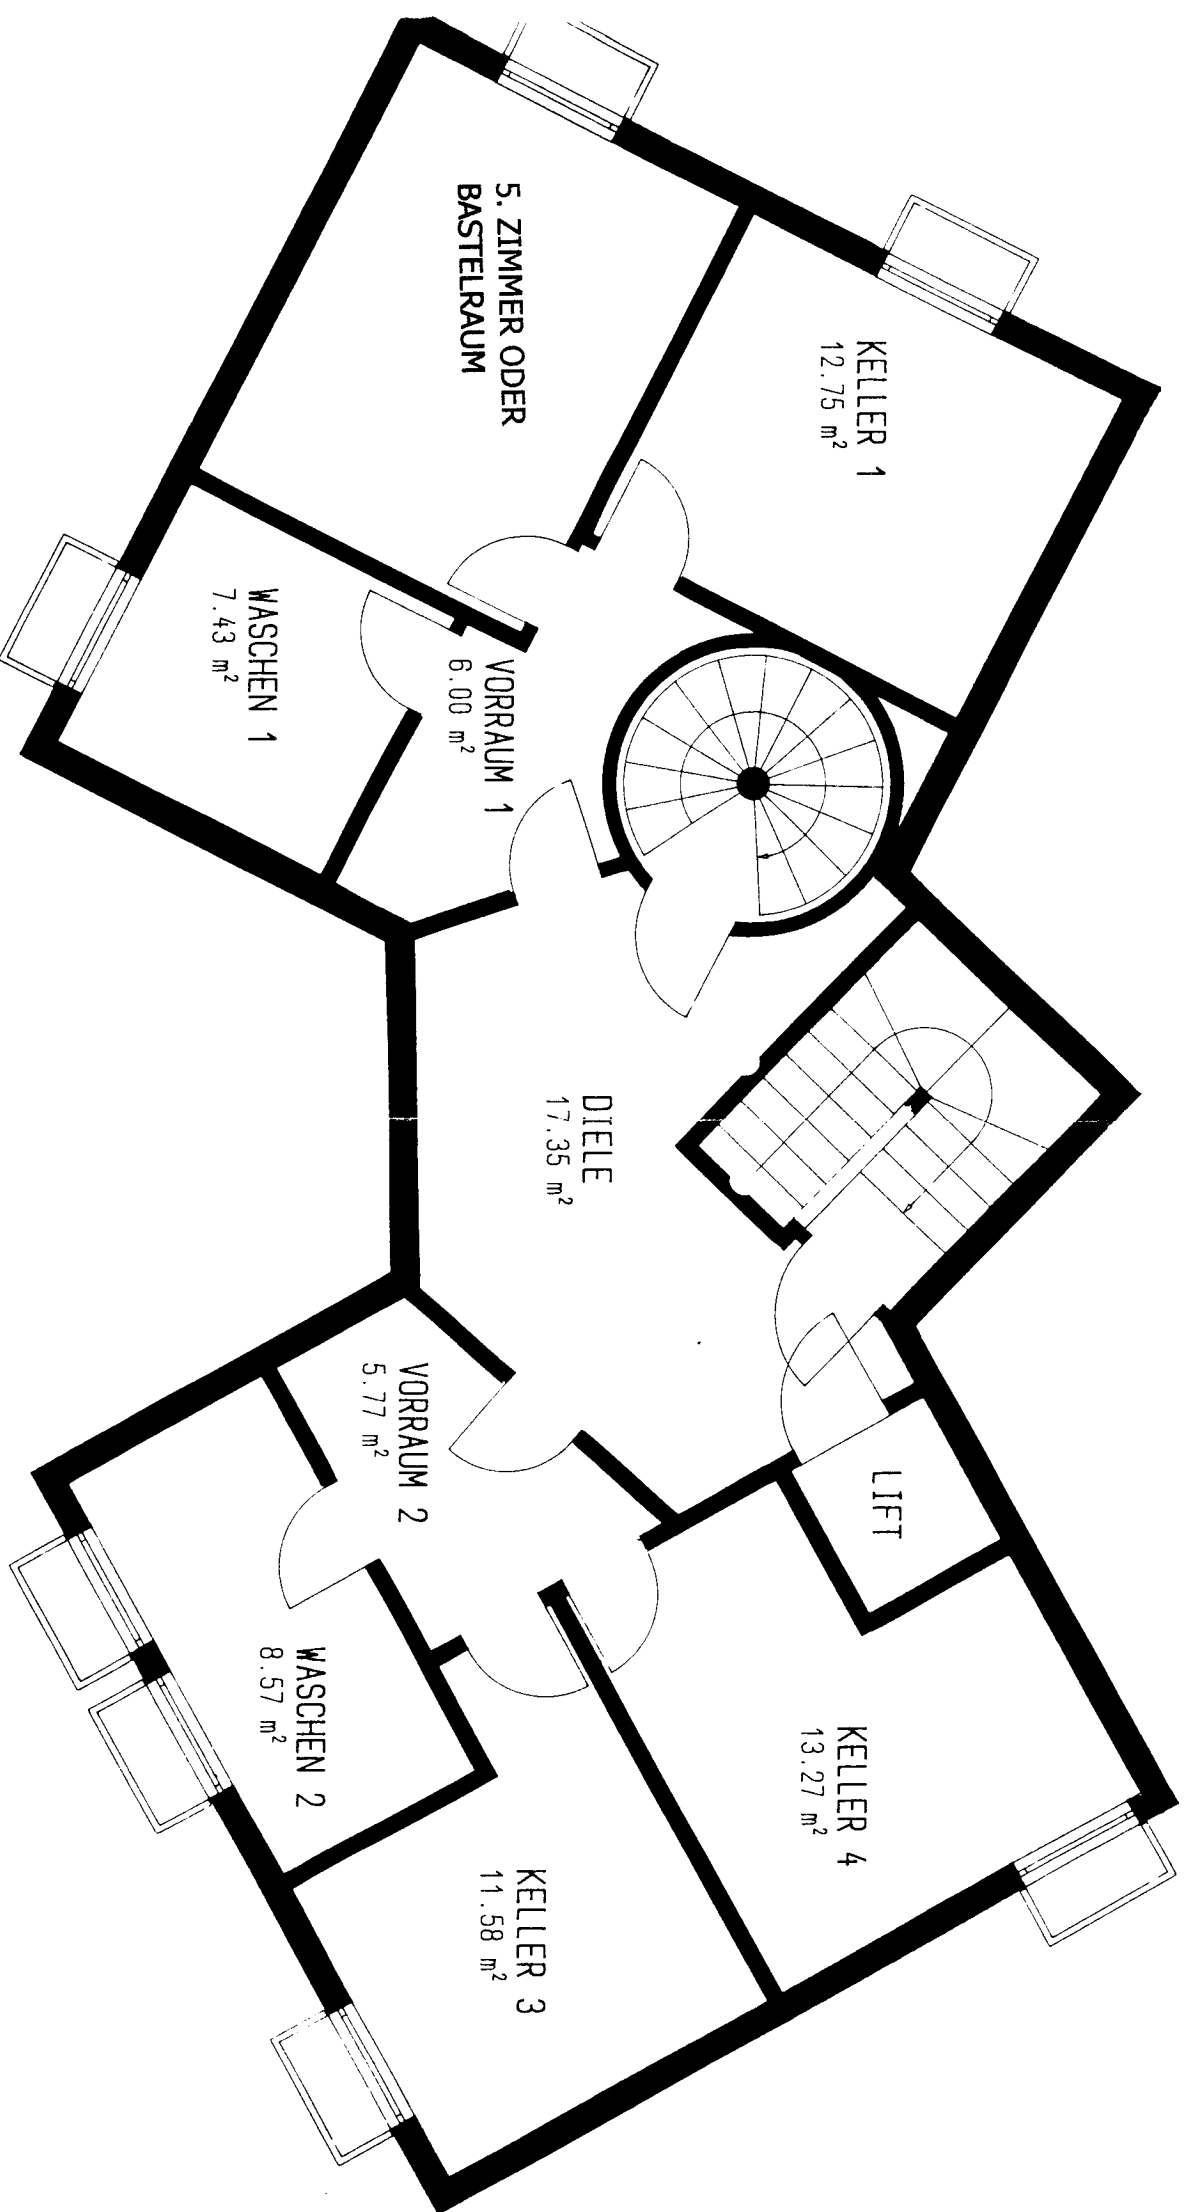 5. ZIMMER ODER
BASTELRAUM
KELLER 1
12.75 m²
WASCHEN 1
7.43 m²
VORRAUM 1
6.00 m²
DIELE
17.35 m²
VORRAUM 2
5.77 m²
LIFT
WASCHEN 2
8.57 m²
KELLER 4
13.27 m²
KELLER 3
11.58 m²